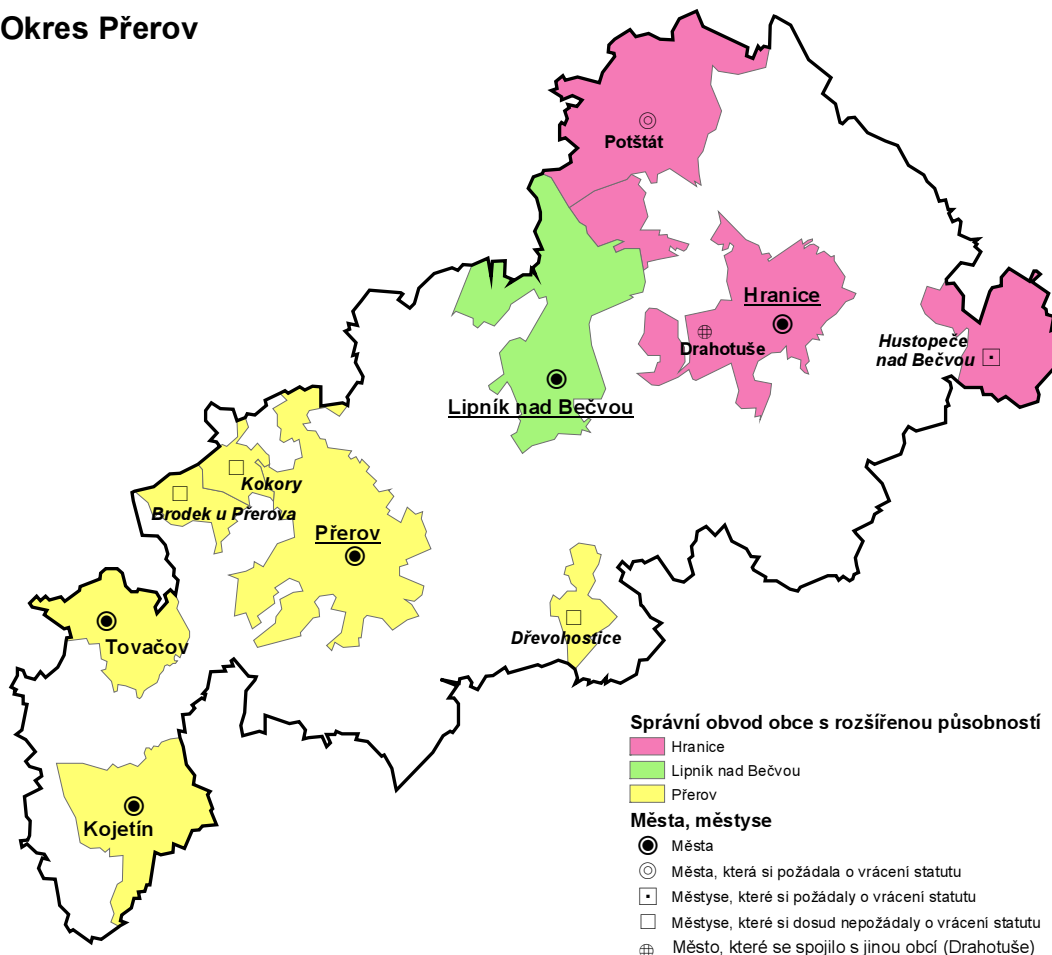 Okres Přerov
Potštát
Hranice
Drahotuše
Hustopeče
nad Bečvou
Lipník nad Bečvou
Kokory
Brodek u Přerova
Přerov
Dřevohostice
Tovačov
Kojetín
Správní obvod obce s rozšířenou působností
Hranice
Lipník nad Bečvou
Přerov
Města, městyse
Města
Města, která si požádala o vrácení statutu
Městyse, které si požádaly o vrácení statutu
Městyse, které si dosud nepožádaly o vrácení statutu
Město, které se spojilo s jinou obcí (Drahotuše)